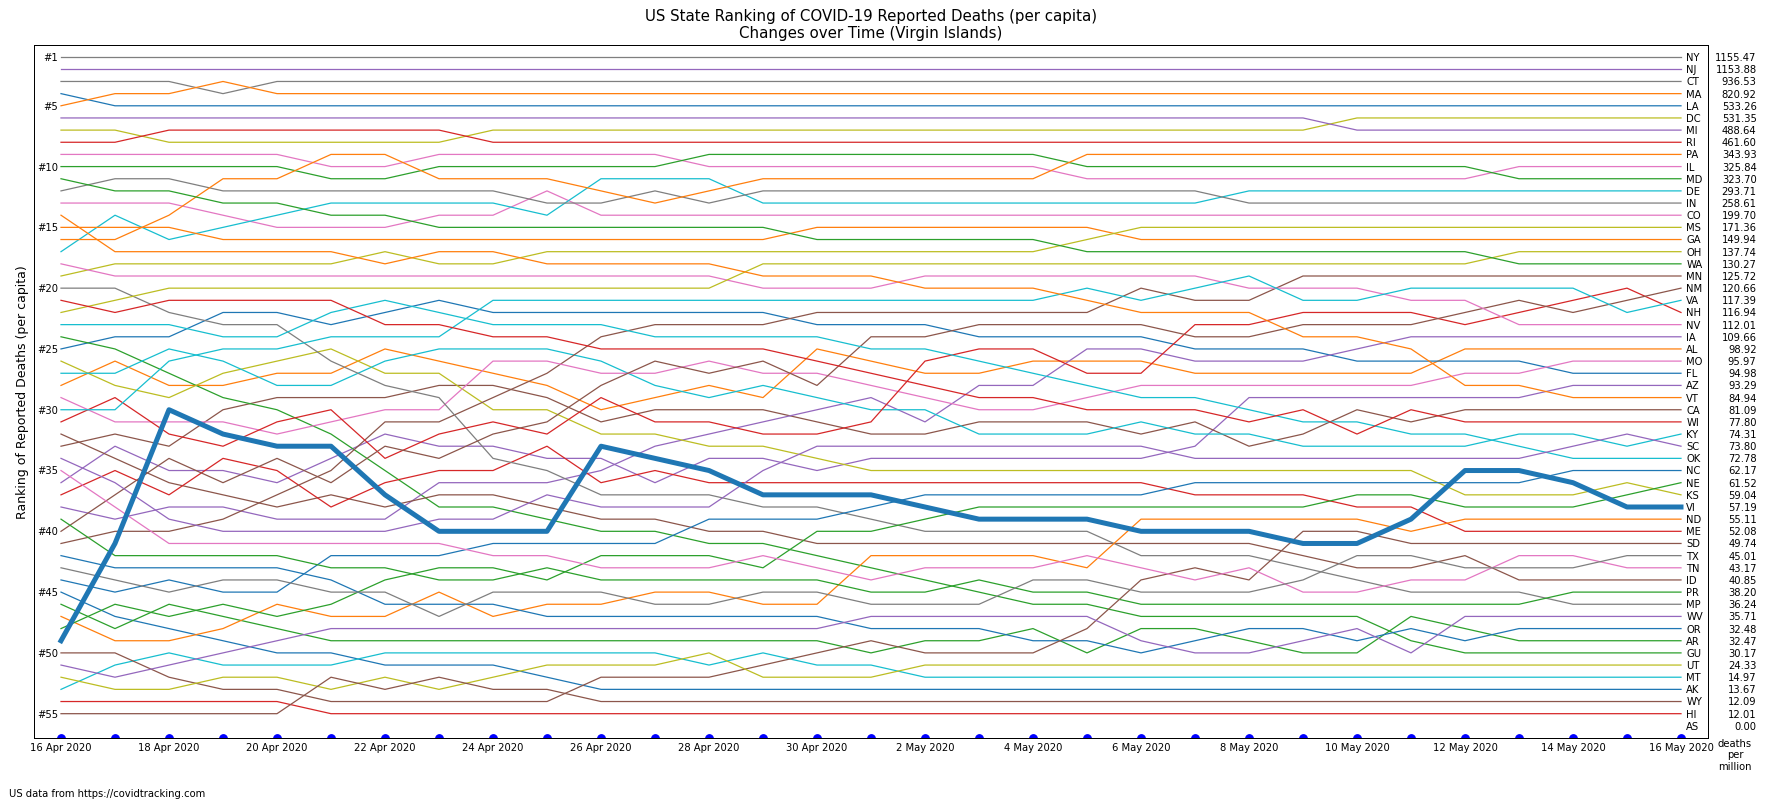 US State Ranking of COVID-19 Reported Deaths (per capita)
Changes over Time (Virgin Islands)
Ranking of Reported Deaths (per capita)
#1
#5
#10
#15
#20
#25
#30
#35
#40
#45
#50
#55
NY 1155.47
NJ 1153.88
CT 936.53
MA 820.92
LA 533.26
DC 531.35
MI 488.64
RI 461.60
PA 343.93
IL 325.84
MD 323.70
DE 293.71
IN 258.61
CO 199.70
MS 171.36
GA 149.94
OH 137.74
WA 130.27
MN 125.72
NM 120.66
VA 117.39
NH 116.94
NV 112.01
IA 109.66
AL 98.92
MO 95.97
FL 94.98
AZ 93.29
VT 84.94
CA 81.09
WI 77.80
KY 74.31
SC 73.80
OK 72.78
NC 62.17
NE 61.52
KS 59.04
VI 57.19
ND 55.11
ME 52.08
SD 49.74
TX 45.01
TN 43.17
ID 40.85
PR 38.20
MP 36.24
WV 35.71
OR 32.48
AR 32.47
GU 30.17
UT 24.33
MT 14.97
AK 13.67
WY 12.09
HI 12.01
AS 0.00
16 Apr 2020 18 Apr 2020 20 Apr 2020 22 Apr 2020 24 Apr 2020 26 Apr 2020 28 Apr 2020 30 Apr 2020 2 May 2020 4 May 2020 6 May 2020 8 May 2020 10 May 2020 12 May 2020 14 May 2020 16 May 2020
deaths
per
million
US data from https://covidtracking.com